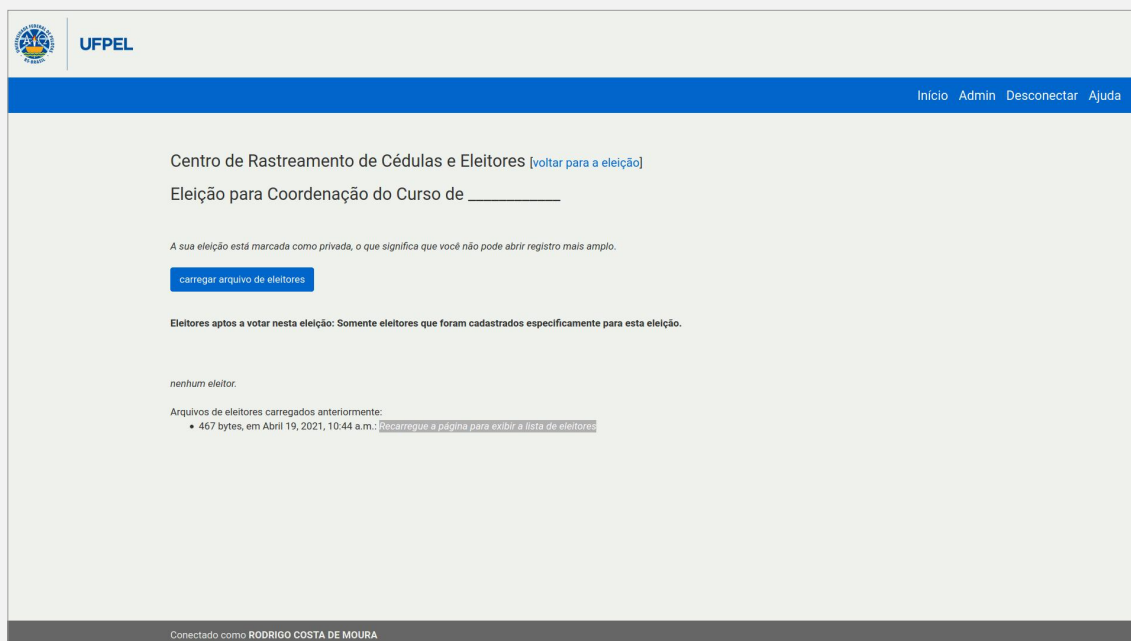 UFPEL
Início Admin Desconectar Ajuda
Centro de Rastreamento de Cédulas e Eleitores [voltar para a eleição]
Eleição para Coordenação do Curso de ____________
A sua eleição está marcada como privada, o que significa que você não pode abrir registro mais amplo.
carregar arquivo de eleitores
Eleitores aptos a votar nesta eleição: Somente eleitores que foram cadastrados especificamente para esta eleição.
nenhum eleitor.
Arquivos de eleitores carregados anteriormente:
• 467 bytes, em Abril 19, 2021, 10:44 a.m.: Recarregue a página para exibir a lista de eleitores
Conectado como RODRIGO COSTA DE MOURA